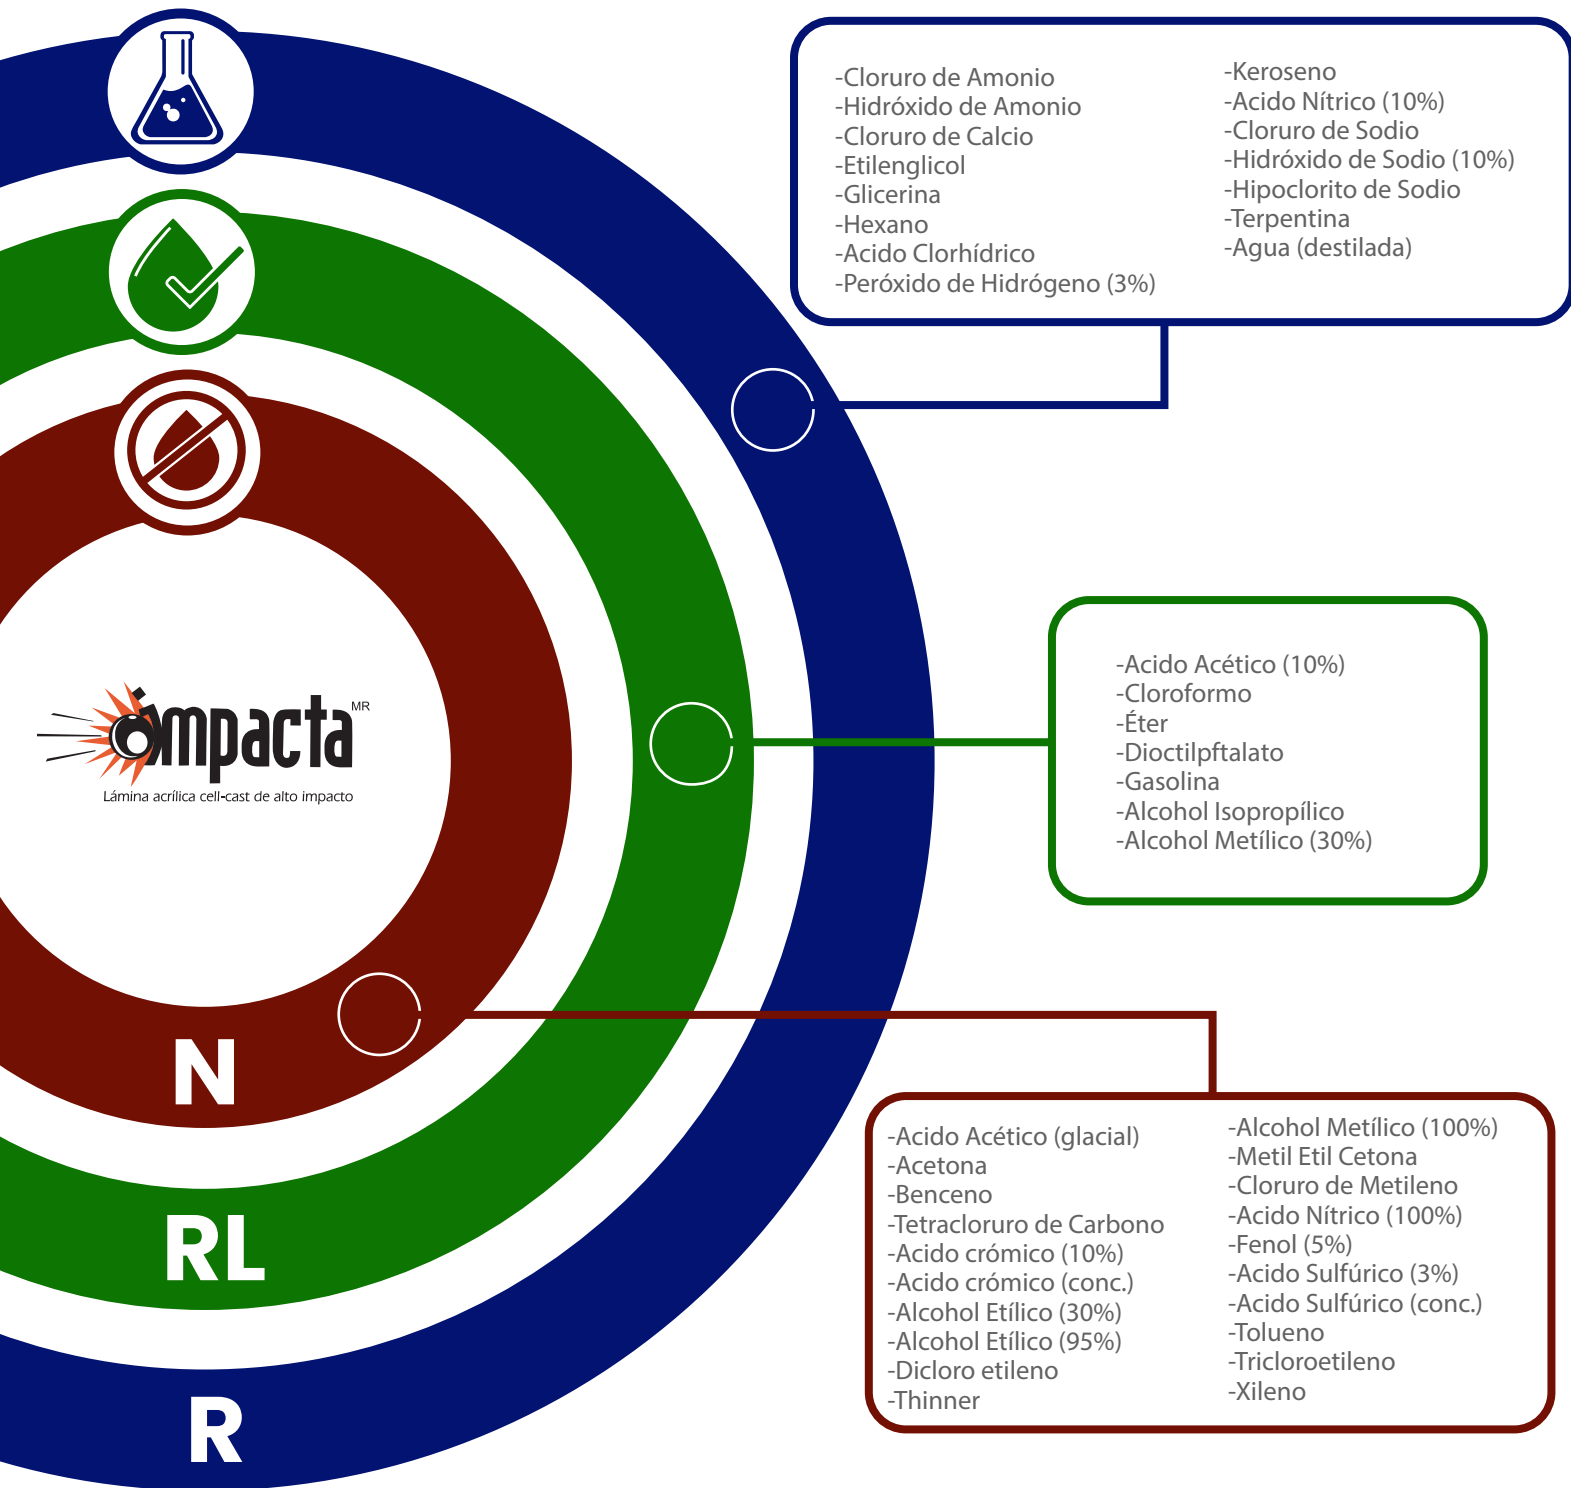 -Cloruro de Amonio
-Hidróxido de Amonio
-Cloruro de Calcio
-Etilenglicol
-Glicerina
-Hexano
-Acido Clorhídrico
-Peróxido de Hidrógeno (3%)
-Keroseno
-Acido Nítrico (10%)
-Cloruro de Sodio
-Hidróxido de Sodio (10%)
-Hipoclorito de Sodio
-Terpentina
-Agua (destilada)
-Acido Acético (10%)
-Cloroformo
-Éter
-Dioctilpftalato
-Gasolina
-Alcohol Isopropílico
-Alcohol Metílico (30%)
impacta MR
Lámina acrílica cell-cast de alto impacto
N
RL
R
-Acido Acético (glacial)
-Acetona
-Benceno
-Tetracloruro de Carbono
-Acido crómico (10%)
-Acido crómico (conc.)
-Alcohol Etílico (30%)
-Alcohol Etílico (95%)
-Dicloro etileno
-Thinner
-Alcohol Metílico (100%)
-Metil Etil Cetona
-Cloruro de Metileno
-Acido Nítrico (100%)
-Fenol (5%)
-Acido Sulfúrico (3%)
-Acido Sulfúrico (conc.)
-Tolueno
-Tricloroetileno
-Xileno